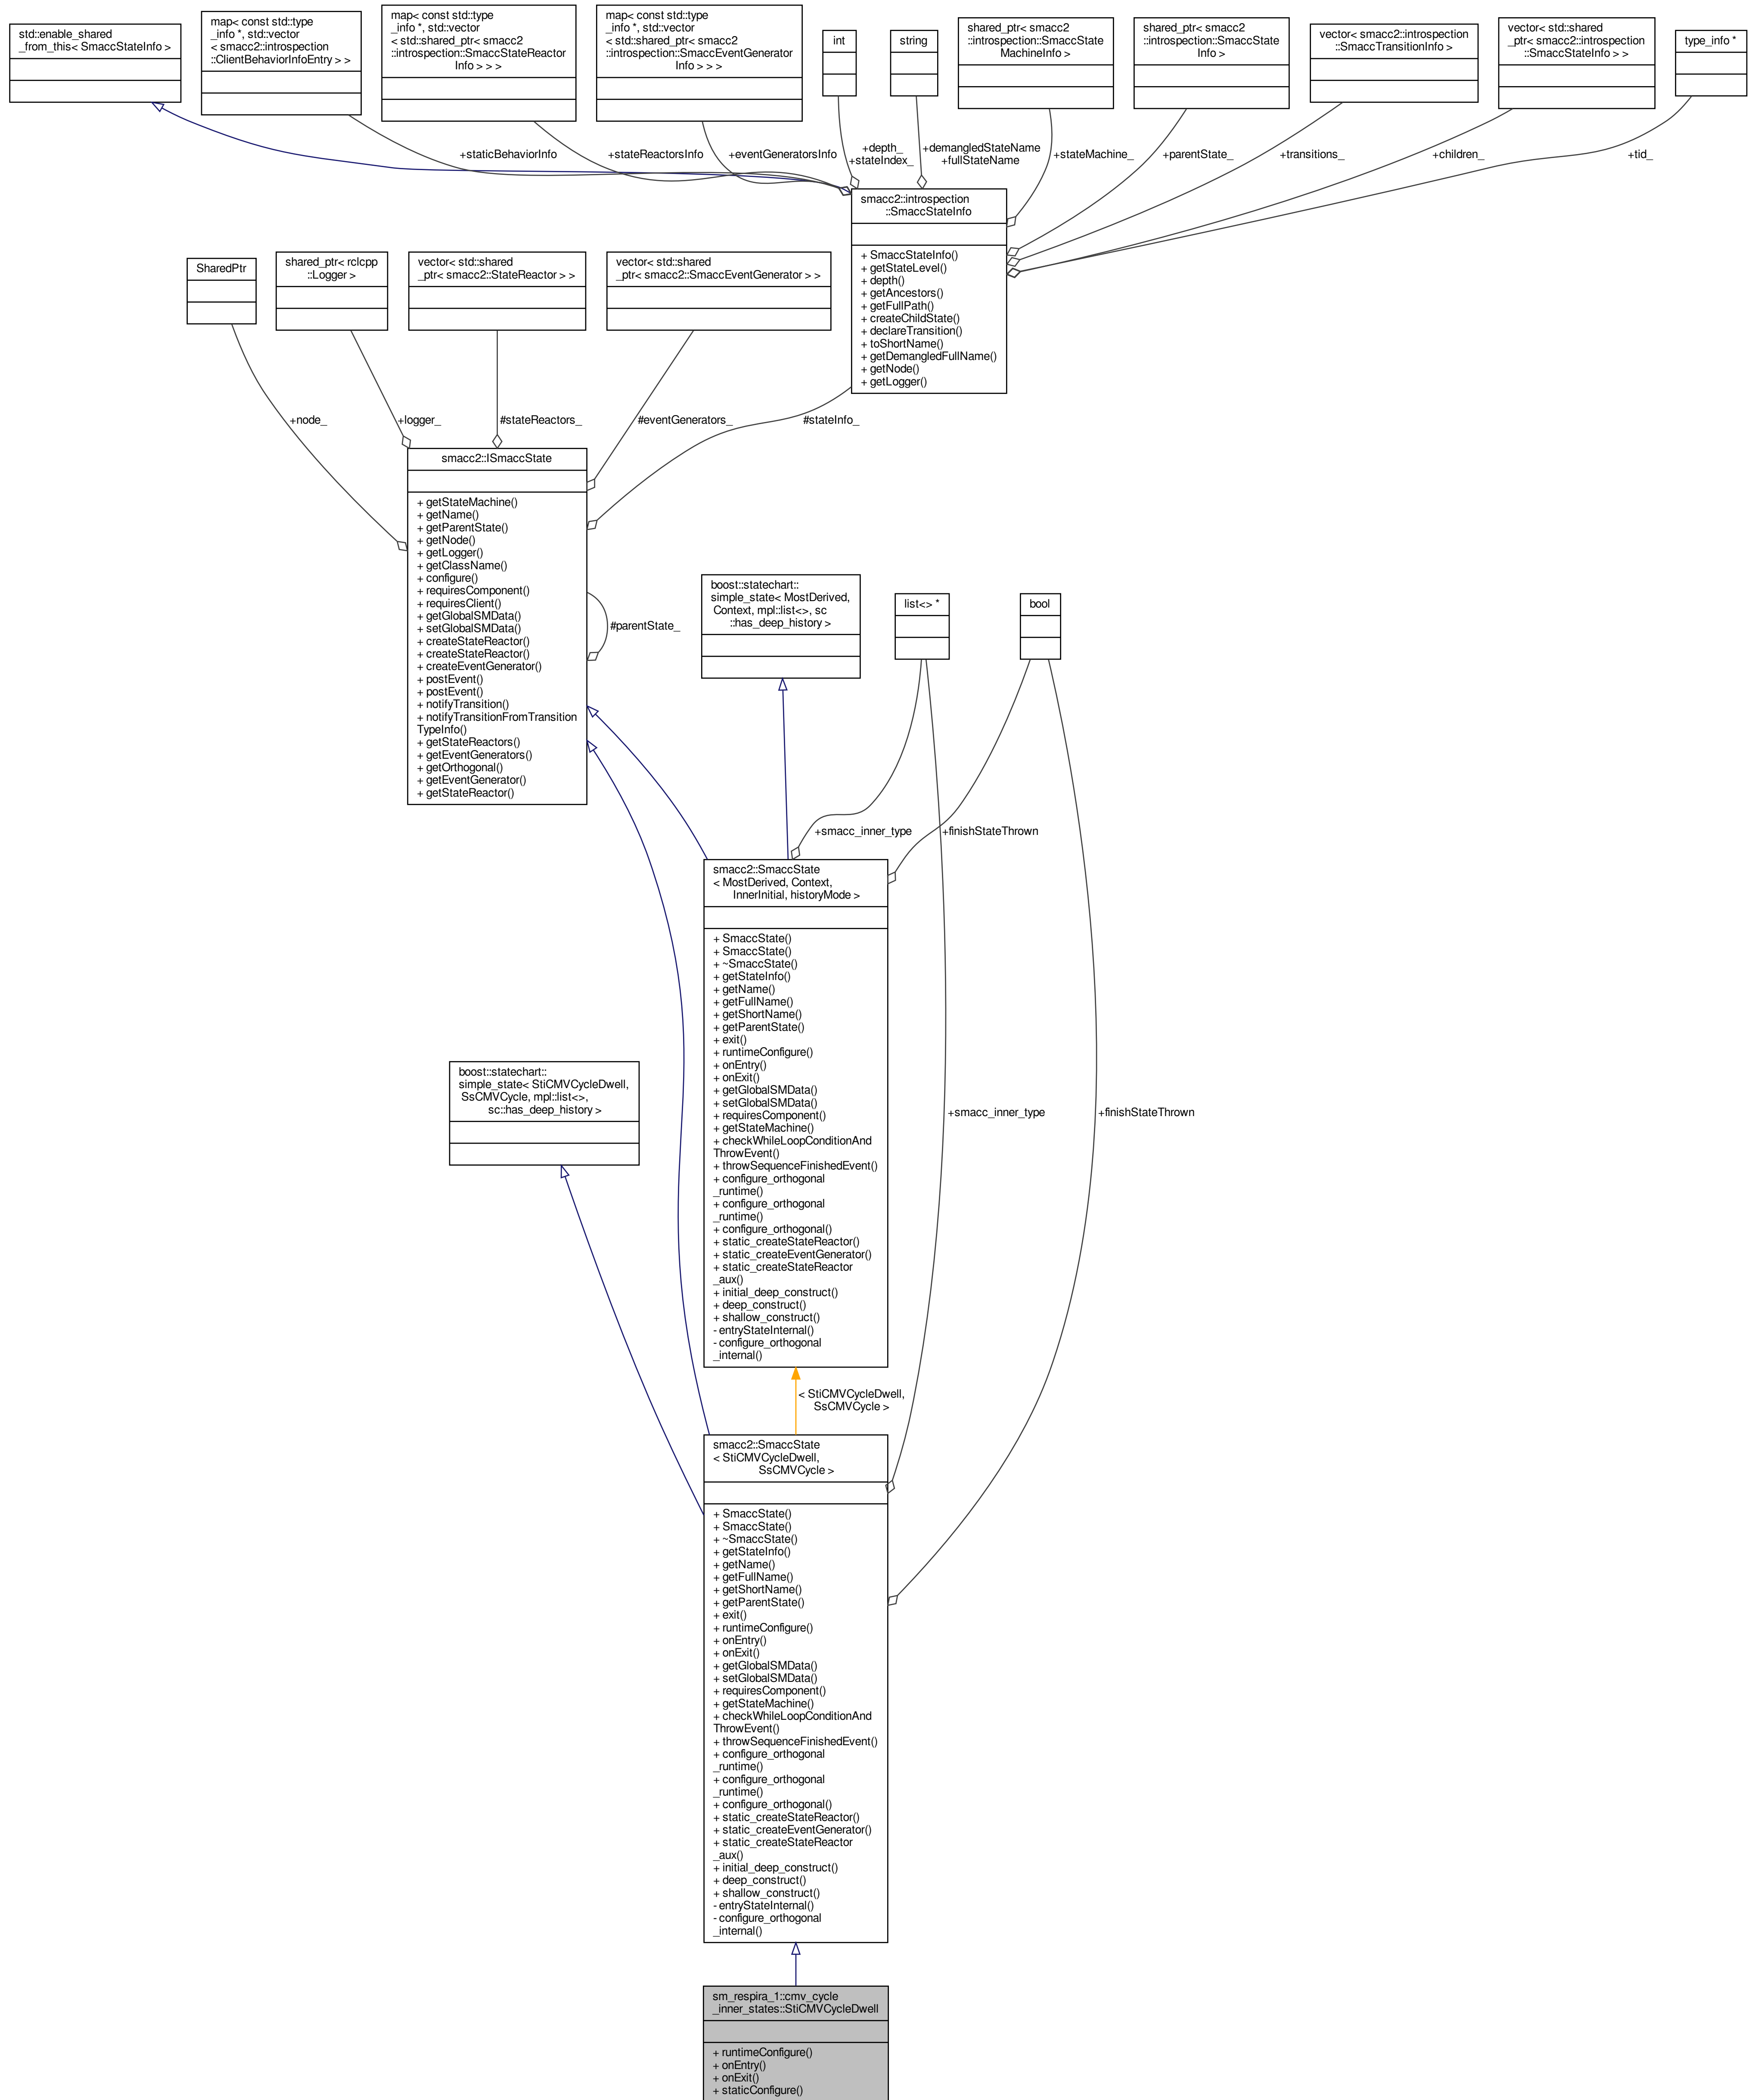 std::enable_shared
_from_this< SmaccStateInfo >
map< const std::type
_info *, std::vector
< smacc2::introspection
::ClientBehaviorInfoEntry > >
map< const std::type
_info *, std::vector
< std::shared_ptr< smacc2
::introspection::SmaccStateReactor
Info > > >
map< const std::type
_info *, std::vector
< std::shared_ptr< smacc2
::introspection::SmaccEventGenerator
Info > > >
int
string
shared_ptr< smacc2
::introspection::SmaccState
MachineInfo >
shared_ptr< smacc2
::introspection::SmaccState
Info >
vector< smacc2::introspection
::SmaccTransitionInfo >
vector< std::shared
_ptr< smacc2::introspection
::SmaccStateInfo > >
type_info *
+staticBehaviorInfo
+stateReactorsInfo
+eventGeneratorsInfo
+depth_
+stateIndex_
+demangledStateName
+fullStateName
+stateMachine_
+parentState_
+transitions_
+children_
+tid_
smacc2::introspection
::SmaccStateInfo
+ SmaccStateInfo()
+ getStateLevel()
+ depth()
+ getAncestors()
+ getFullPath()
+ createChildState()
+ declareTransition()
+ toShortName()
+ getDemangledFullName()
+ getNode()
+ getLogger()
SharedPtr
shared_ptr< rclcpp
::Logger >
vector< std::shared
_ptr< smacc2::StateReactor > >
vector< std::shared
_ptr< smacc2::SmaccEventGenerator > >
+node_
+logger_
#stateReactors_
#eventGenerators_
#stateInfo_
smacc2::ISmaccState
+ getStateMachine()
+ getName()
+ getParentState()
+ getNode()
+ getLogger()
+ getClassName()
+ configure()
+ requiresComponent()
+ requiresClient()
+ getGlobalSMData()
+ setGlobalSMData()
+ createStateReactor()
+ createStateReactor()
+ createEventGenerator()
+ postEvent()
+ postEvent()
+ notifyTransition()
+ notifyTransitionFromTransition
TypeInfo()
+ getStateReactors()
+ getEventGenerators()
+ getOrthogonal()
+ getEventGenerator()
+ getStateReactor()
#parentState_
boost::statechart::
simple_state< MostDerived,
Context, mpl::list<>, sc
::has_deep_history >
list<> *
bool
+smacc_inner_type
+finishStateThrown
smacc2::SmaccState
< MostDerived, Context,
InnerInitial, historyMode >
+ SmaccState()
+ SmaccState()
+ ~SmaccState()
+ getStateInfo()
+ getName()
+ getFullName()
+ getShortName()
+ getParentState()
+ exit()
+ runtimeConfigure()
+ onEntry()
+ onExit()
+ getGlobalSMData()
+ setGlobalSMData()
+ requiresComponent()
+ getStateMachine()
+ checkWhileLoopConditionAnd
ThrowEvent()
+ throwSequenceFinishedEvent()
+ configure_orthogonal
_runtime()
+ configure_orthogonal
_runtime()
+ configure_orthogonal()
+ static_createStateReactor()
+ static_createEventGenerator()
+ static_createStateReactor
_aux()
+ initial_deep_construct()
+ deep_construct()
+ shallow_construct()
- entryStateInternal()
- configure_orthogonal
_internal()
boost::statechart::
simple_state< StiCMVCycleDwell,
SsCMVCycle, mpl::list<>,
sc::has_deep_history >
+smacc_inner_type
+finishStateThrown
< StiCMVCycleDwell,
SsCMVCycle >
smacc2::SmaccState
< StiCMVCycleDwell,
SsCMVCycle >
+ SmaccState()
+ SmaccState()
+ ~SmaccState()
+ getStateInfo()
+ getName()
+ getFullName()
+ getShortName()
+ getParentState()
+ exit()
+ runtimeConfigure()
+ onEntry()
+ onExit()
+ getGlobalSMData()
+ setGlobalSMData()
+ requiresComponent()
+ getStateMachine()
+ checkWhileLoopConditionAnd
ThrowEvent()
+ throwSequenceFinishedEvent()
+ configure_orthogonal
_runtime()
+ configure_orthogonal
_runtime()
+ configure_orthogonal()
+ static_createStateReactor()
+ static_createEventGenerator()
+ static_createStateReactor
_aux()
+ initial_deep_construct()
+ deep_construct()
+ shallow_construct()
- entryStateInternal()
- configure_orthogonal
_internal()
sm_respira_1::cmv_cycle
_inner_states::StiCMVCycleDwell
+ runtimeConfigure()
+ onEntry()
+ onExit()
+ staticConfigure()